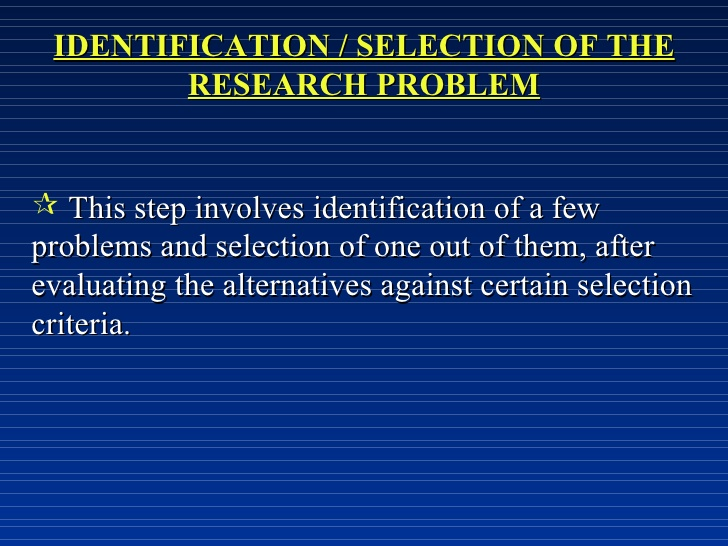 IDENTIFICATION / SELECTION OF THE
RESEARCH PROBLEM
✰ This step involves identification of a few
problems and selection of one out of them, after
evaluating the alternatives against certain selection
criteria.